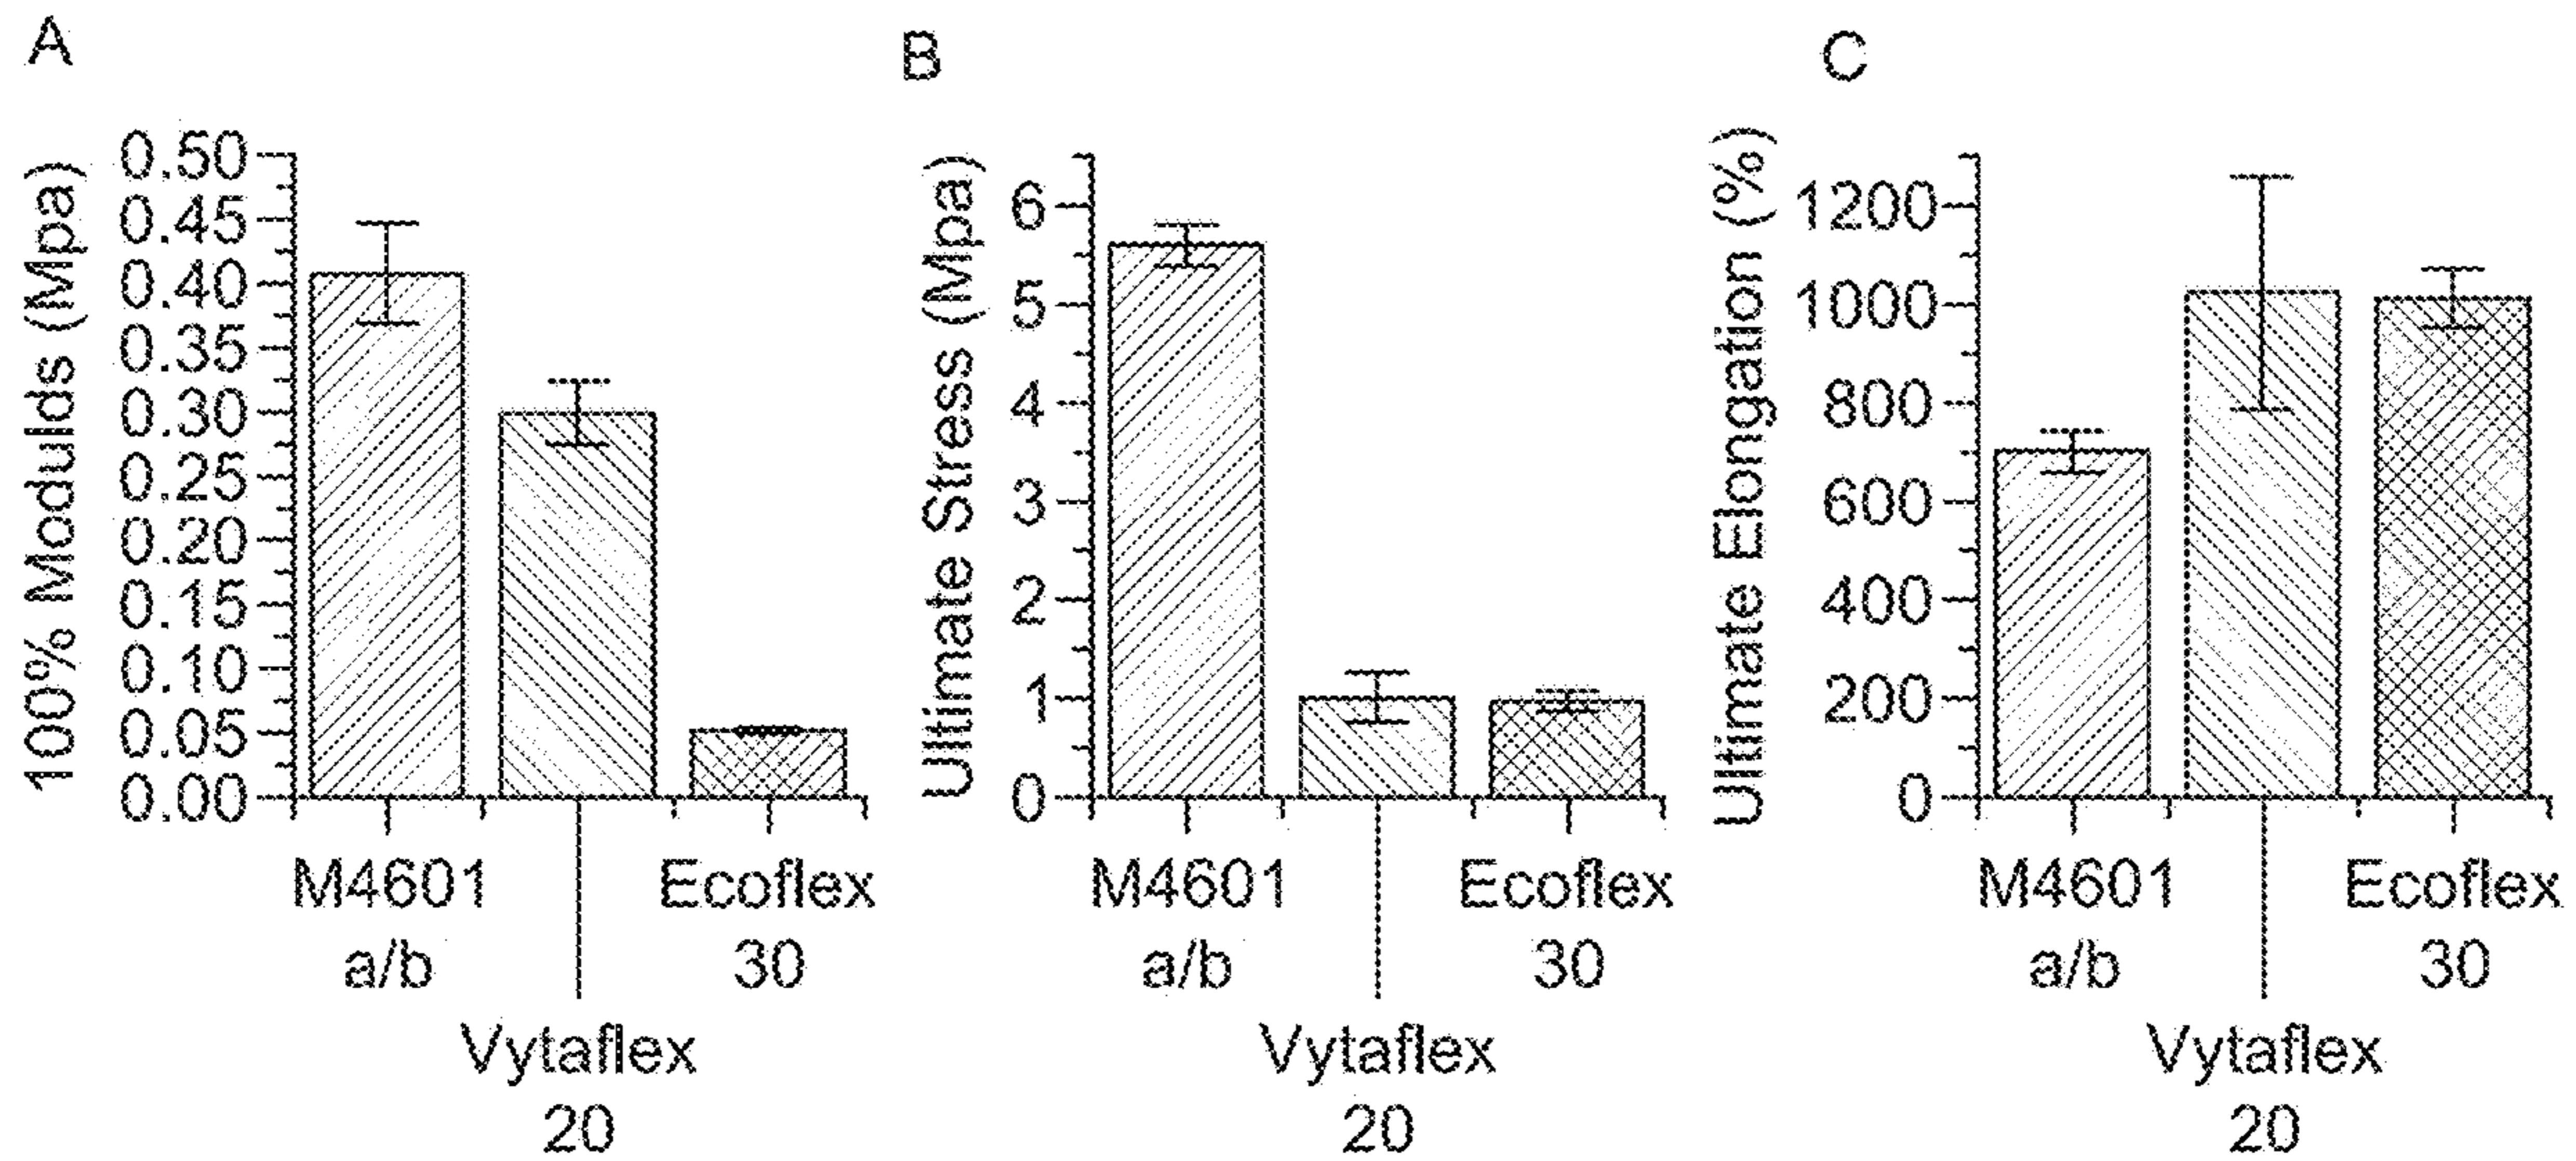 A
100% Modulds (Mpa)
0.50
0.45
0.40
0.35
0.30
0.25
0.20
0.15
0.10
0.05
0.00
M4601
a/b
Vytaflex
20
Ecoflex
30
B
Ultimate Stress (Mpa)
6
5
4
3
2
1
0
M4601
a/b
Vytaflex
20
Ecoflex
30
C
Ultimate Elongation (%)
1200
1000
800
600
400
200
0
M4601
a/b
Vytaflex
20
Ecoflex
30